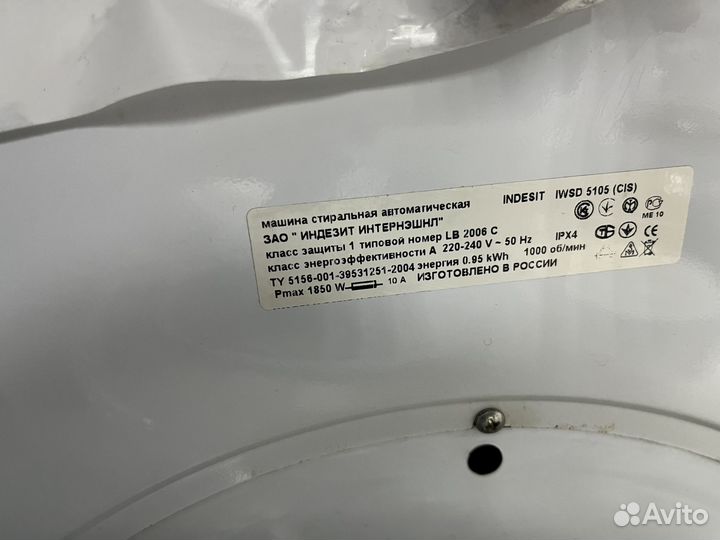 машина стиральная автоматическая INDESIT IWSD 5105 (CIS)
ЗАО " ИНДЕЗИТ ИНТЕРНЭШНЛ"
класс защиты 1 типовой номер LB 2006 C IPX4 ME 10
класс энергоэффективности A 220-240 V ~ 50 Hz 1000 об/мин
ТУ 5156-001-39531251-2004 энергия 0.95 kWh
Pmax 1850 W 10 A ИЗГОТОВЛЕНО В РОССИИ
Avito